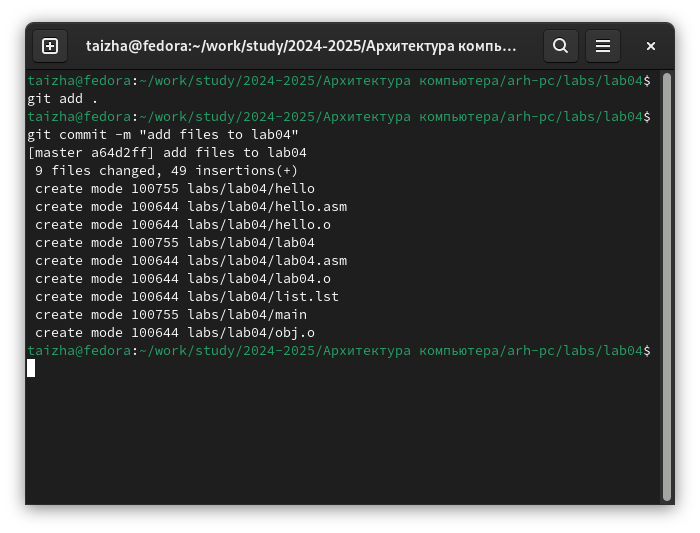 taizha@fedora:~/work/study/2024-2025/Архитектура компь...
taizha@fedora:~/work/study/2024-2025/Архитектура компьютера/arh-pc/labs/lab04$
git add .
taizha@fedora:~/work/study/2024-2025/Архитектура компьютера/arh-pc/labs/lab04$
git commit -m "add files to lab04"
[master a64d2ff] add files to lab04
 9 files changed, 49 insertions(+)
 create mode 100755 labs/lab04/hello
 create mode 100644 labs/lab04/hello.asm
 create mode 100644 labs/lab04/hello.o
 create mode 100755 labs/lab04/lab04
 create mode 100644 labs/lab04/lab04.asm
 create mode 100644 labs/lab04/lab04.o
 create mode 100644 labs/lab04/list.lst
 create mode 100755 labs/lab04/main
 create mode 100644 labs/lab04/obj.o
taizha@fedora:~/work/study/2024-2025/Архитектура компьютера/arh-pc/labs/lab04$